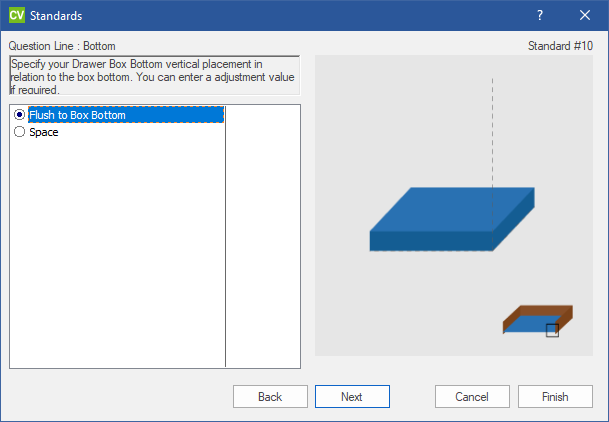 CV Standards ?
Question Line : Bottom Standard #10
Specify your Drawer Box Bottom vertical placement in
relation to the box bottom. You can enter a adjustment value
if required.
Flush to Box Bottom
Space
Back Next Cancel Finish